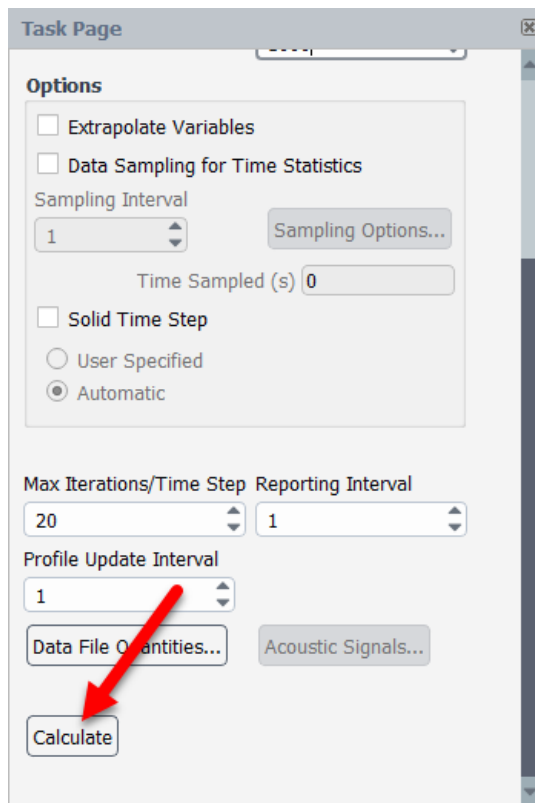 Task Page
Options
Extrapolate Variables
Data Sampling for Time Statistics
Sampling Interval
1
Sampling Options...
Time Sampled (s) 0
Solid Time Step
User Specified
Automatic
Max Iterations/Time Step Reporting Interval
20 1
Profile Update Interval
1
Data File Quantities... Acoustic Signals...
Calculate